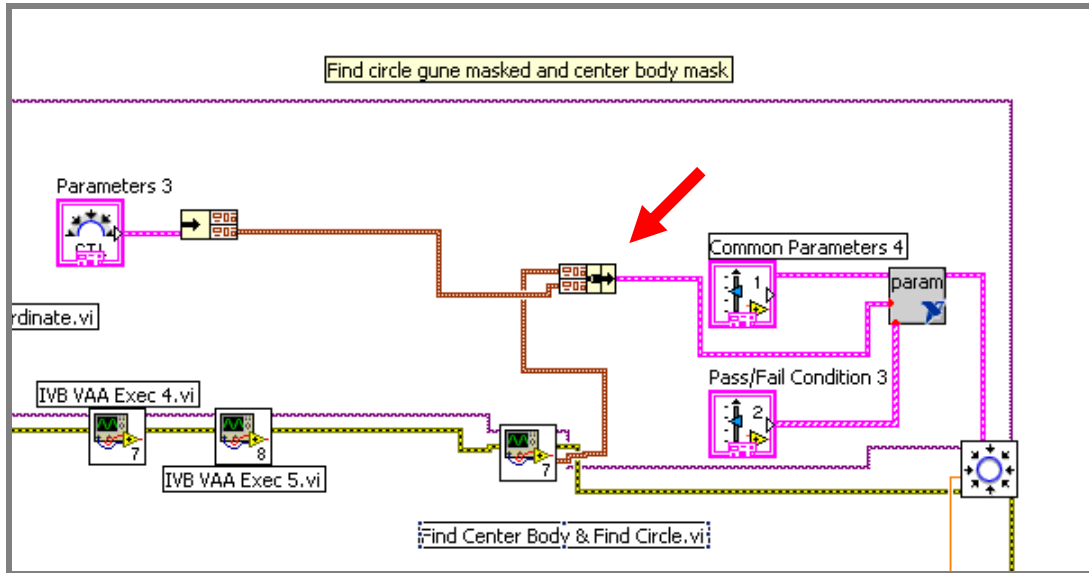 Find circle gune masked and center body mask
Parameters 3
CTL
Common Parameters 4
1
param
rdinate.vi
Pass/Fail Condition 3
2
IVB VAA Exec 4.vi
7
8
IVB VAA Exec 5.vi
7
Find Center Body & Find Circle.vi